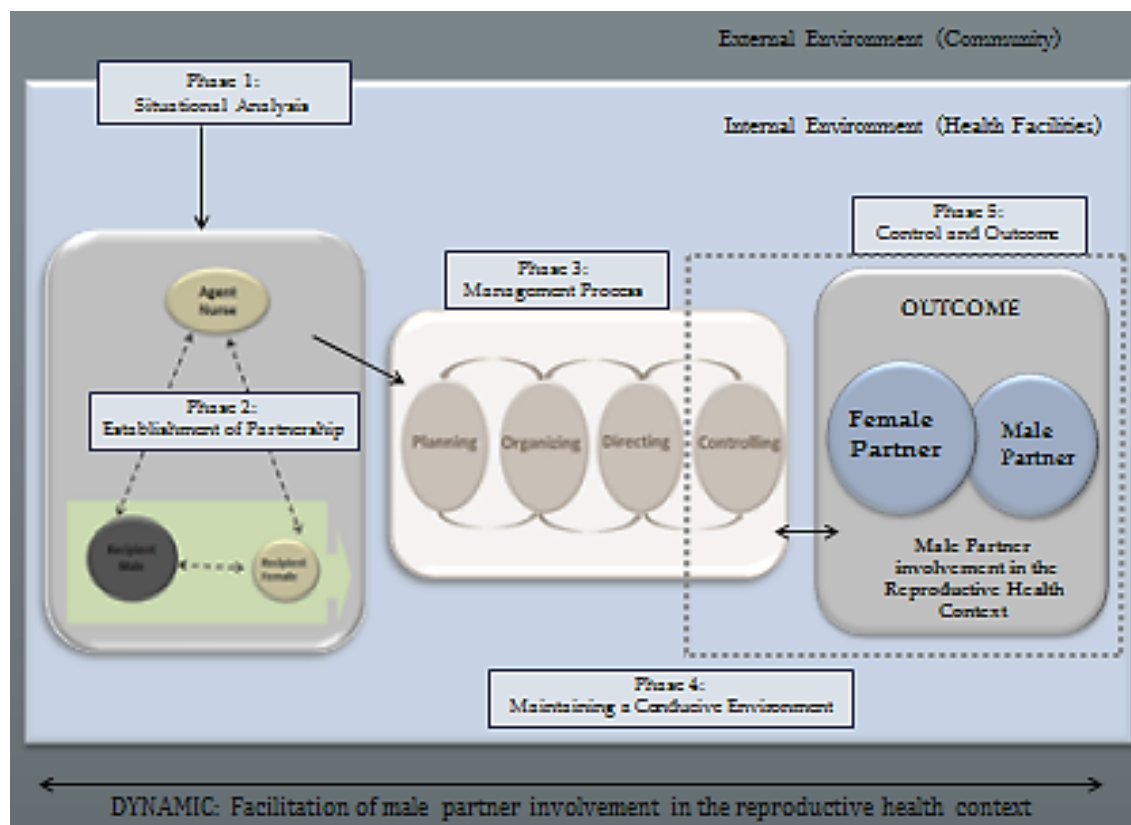 External Environment (Community)
Phase 1:
Situational Analysis
Internal Environment (Health Facilities)
Phase 5:
Control and Outcome
Phase 3:
Management Process
Agent
Nurse
OUTCOME
Phase 2:
Establishment of Partnership
Planning
Organizing
Directing
Controlling
Female
Partner
Male
Partner
Recipient
Male
Recipient
Female
Male Partner
involvement in the
Reproductive Health
Context
Phase 4:
Maintaining a Conducive Environment
DYNAMIC: Facilitation of male partner involvement in the reproductive health context